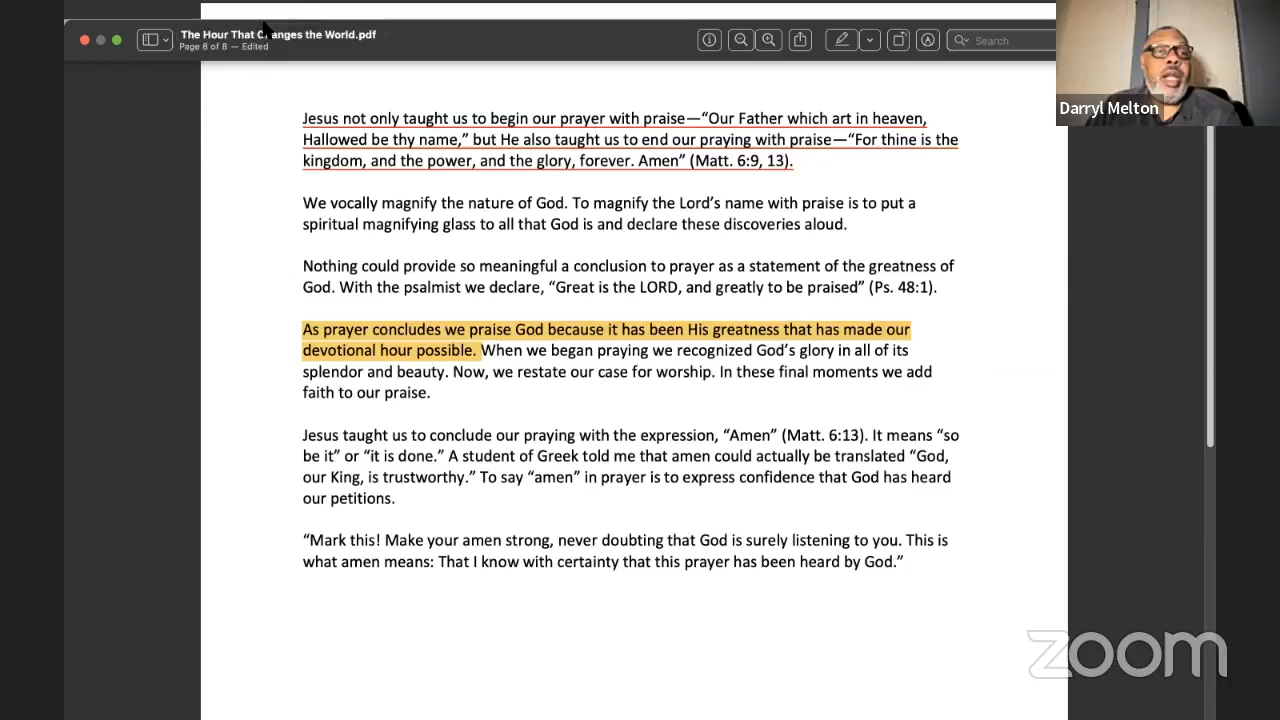 The Hour That Changes the World.pdf
Page 8 of 8 — Edited
Search
Darryl Melton
Jesus not only taught us to begin our prayer with praise—“Our Father which art in heaven,
Hallowed be thy name,” but He also taught us to end our praying with praise—“For thine is the
kingdom, and the power, and the glory, forever. Amen” (Matt. 6:9, 13).
We vocally magnify the nature of God. To magnify the Lord’s name with praise is to put a
spiritual magnifying glass to all that God is and declare these discoveries aloud.
Nothing could provide so meaningful a conclusion to prayer as a statement of the greatness of
God. With the psalmist we declare, “Great is the LORD, and greatly to be praised” (Ps. 48:1).
As prayer concludes we praise God because it has been His greatness that has made our
devotional hour possible. When we began praying we recognized God’s glory in all of its
splendor and beauty. Now, we restate our case for worship. In these final moments we add
faith to our praise.
Jesus taught us to conclude our praying with the expression, “Amen” (Matt. 6:13). It means “so
be it” or “it is done.” A student of Greek told me that amen could actually be translated “God,
our King, is trustworthy.” To say “amen” in prayer is to express confidence that God has heard
our petitions.
“Mark this! Make your amen strong, never doubting that God is surely listening to you. This is
what amen means: That I know with certainty that this prayer has been heard by God.”
zoom